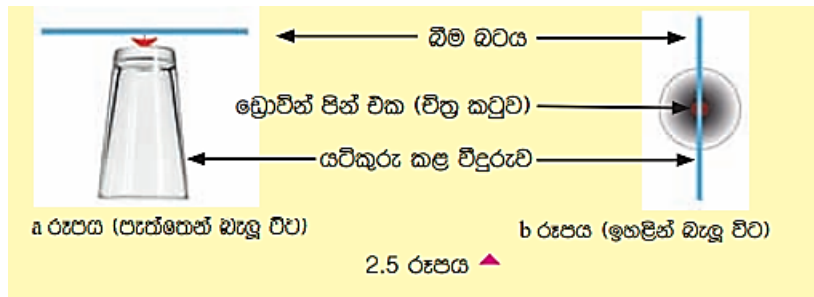 බීම බටය
ඩ්‍රොවින් පින් එක (චිත්‍ර කටුව)
යටිකුරු කළ වීදුරුව
a රූපය (පැත්තෙන් බැලූ විට)
b රූපය (ඉහළින් බැලූ විට)
2.5 රූපය